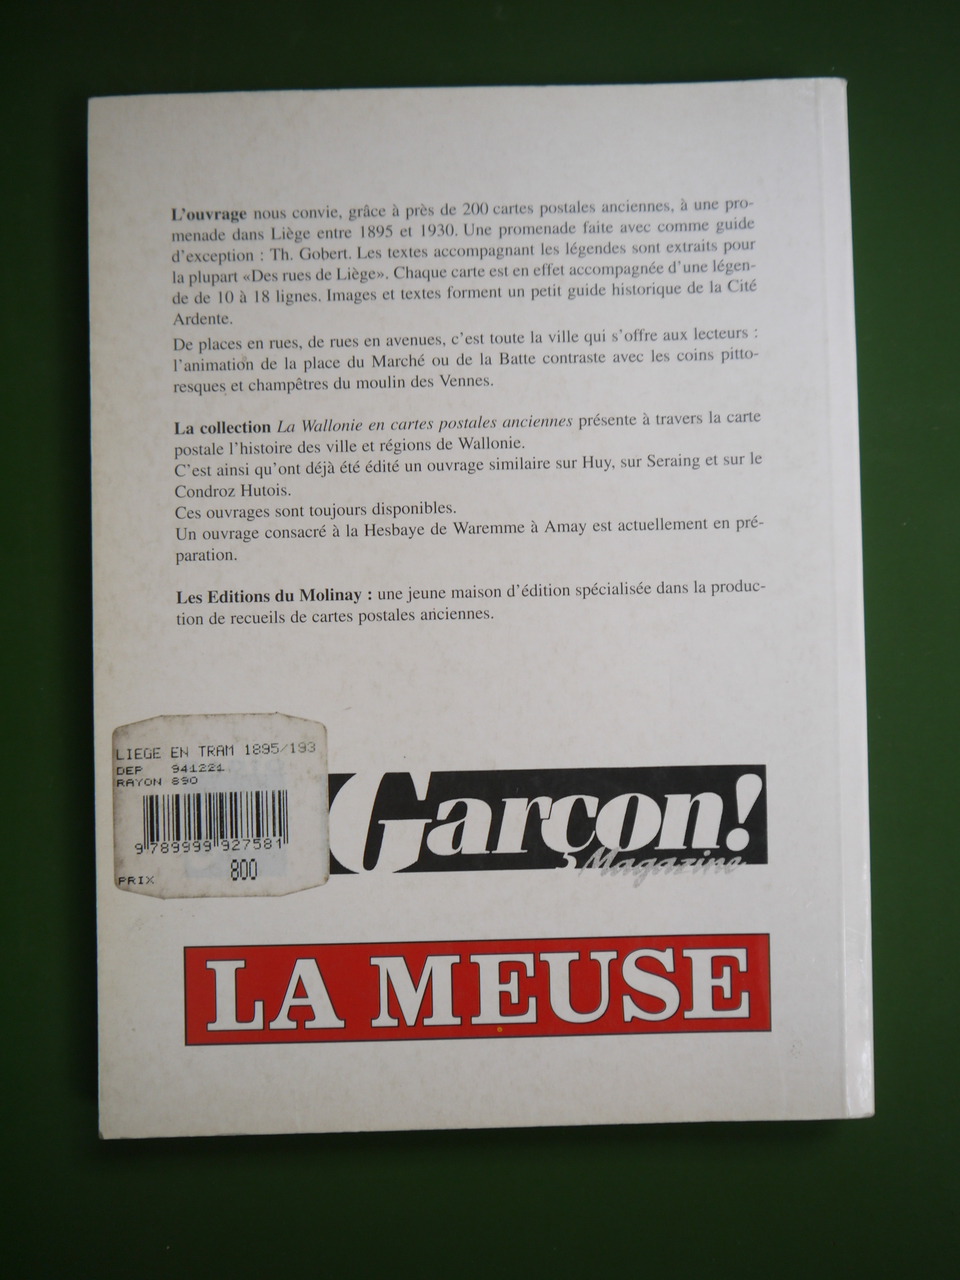 L'ouvrage nous convie, grâce à près de 200 cartes postales anciennes, à une pro-
menade dans Liège entre 1895 et 1930. Une promenade faite avec comme guide
d'exception : Th. Gobert. Les textes accompagnant les légendes sont extraits pour
la plupart «Des rues de Liège». Chaque carte est en effet accompagnée d'une légen-
de de 10 à 18 lignes. Images et textes forment un petit guide historique de la Cité
Ardente.
De places en rues, de rues en avenues, c'est toute la ville qui s'offre aux lecteurs :
l'animation de la place du Marché ou de la Batte contraste avec les coins pitto-
resques et champêtres du moulin des Vennes.
La collection La Wallonie en cartes postales anciennes présente à travers la carte
postale l'histoire des ville et régions de Wallonie.
C'est ainsi qu'ont déjà été édité un ouvrage similaire sur Huy, sur Seraing et sur le
Condroz Hutois.
Ces ouvrages sont toujours disponibles.
Un ouvrage consacré à la Hesbaye de Waremme à Amay est actuellement en pré-
paration.
Les Editions du Molinay : une jeune maison d'édition spécialisée dans la produc-
tion de recueils de cartes postales anciennes.
LIEGE EN TRAM 1895/193
DEP 941221
RAYON 890
9 789999 927581
PRIX 800
Garçon!
Magazine
LA MEUSE